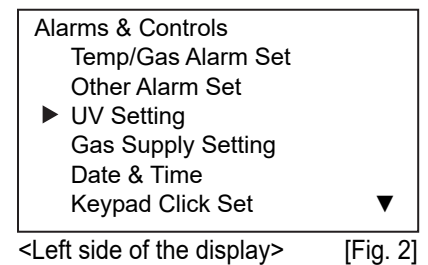 Alarms & Controls
Temp/Gas Alarm Set
Other Alarm Set
▶ UV Setting
Gas Supply Setting
Date & Time
Keypad Click Set ▼
<Left side of the display> [Fig. 2]